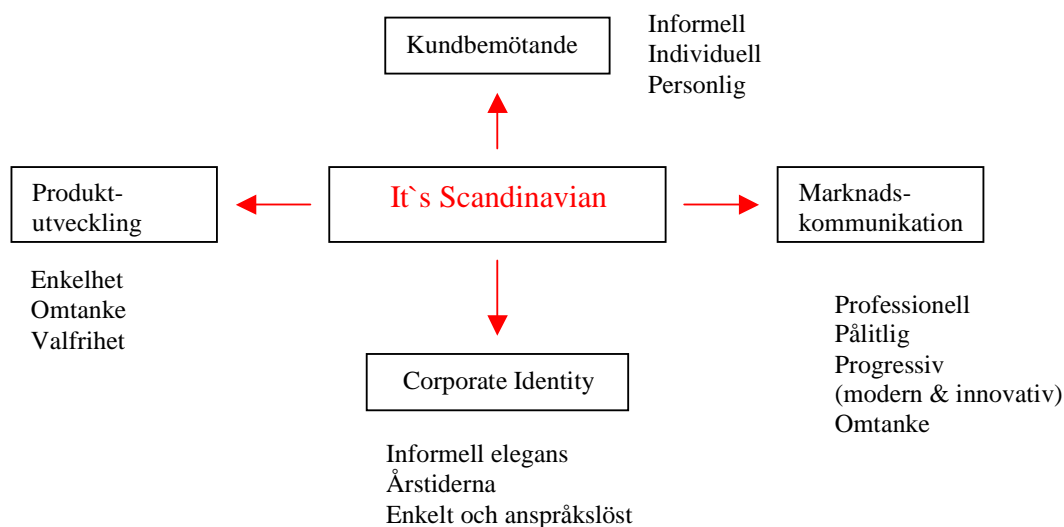 Kundbemötande
Informell
Individuell
Personlig
Produkt-
utveckling
It`s Scandinavian
Marknads-
kommunikation
Enkelhet
Omtanke
Valfrihet
Professionell
Pålitlig
Progressiv
(modern & innovativ)
Omtanke
Corporate Identity
Informell elegans
Årstiderna
Enkelt och anspråkslöst